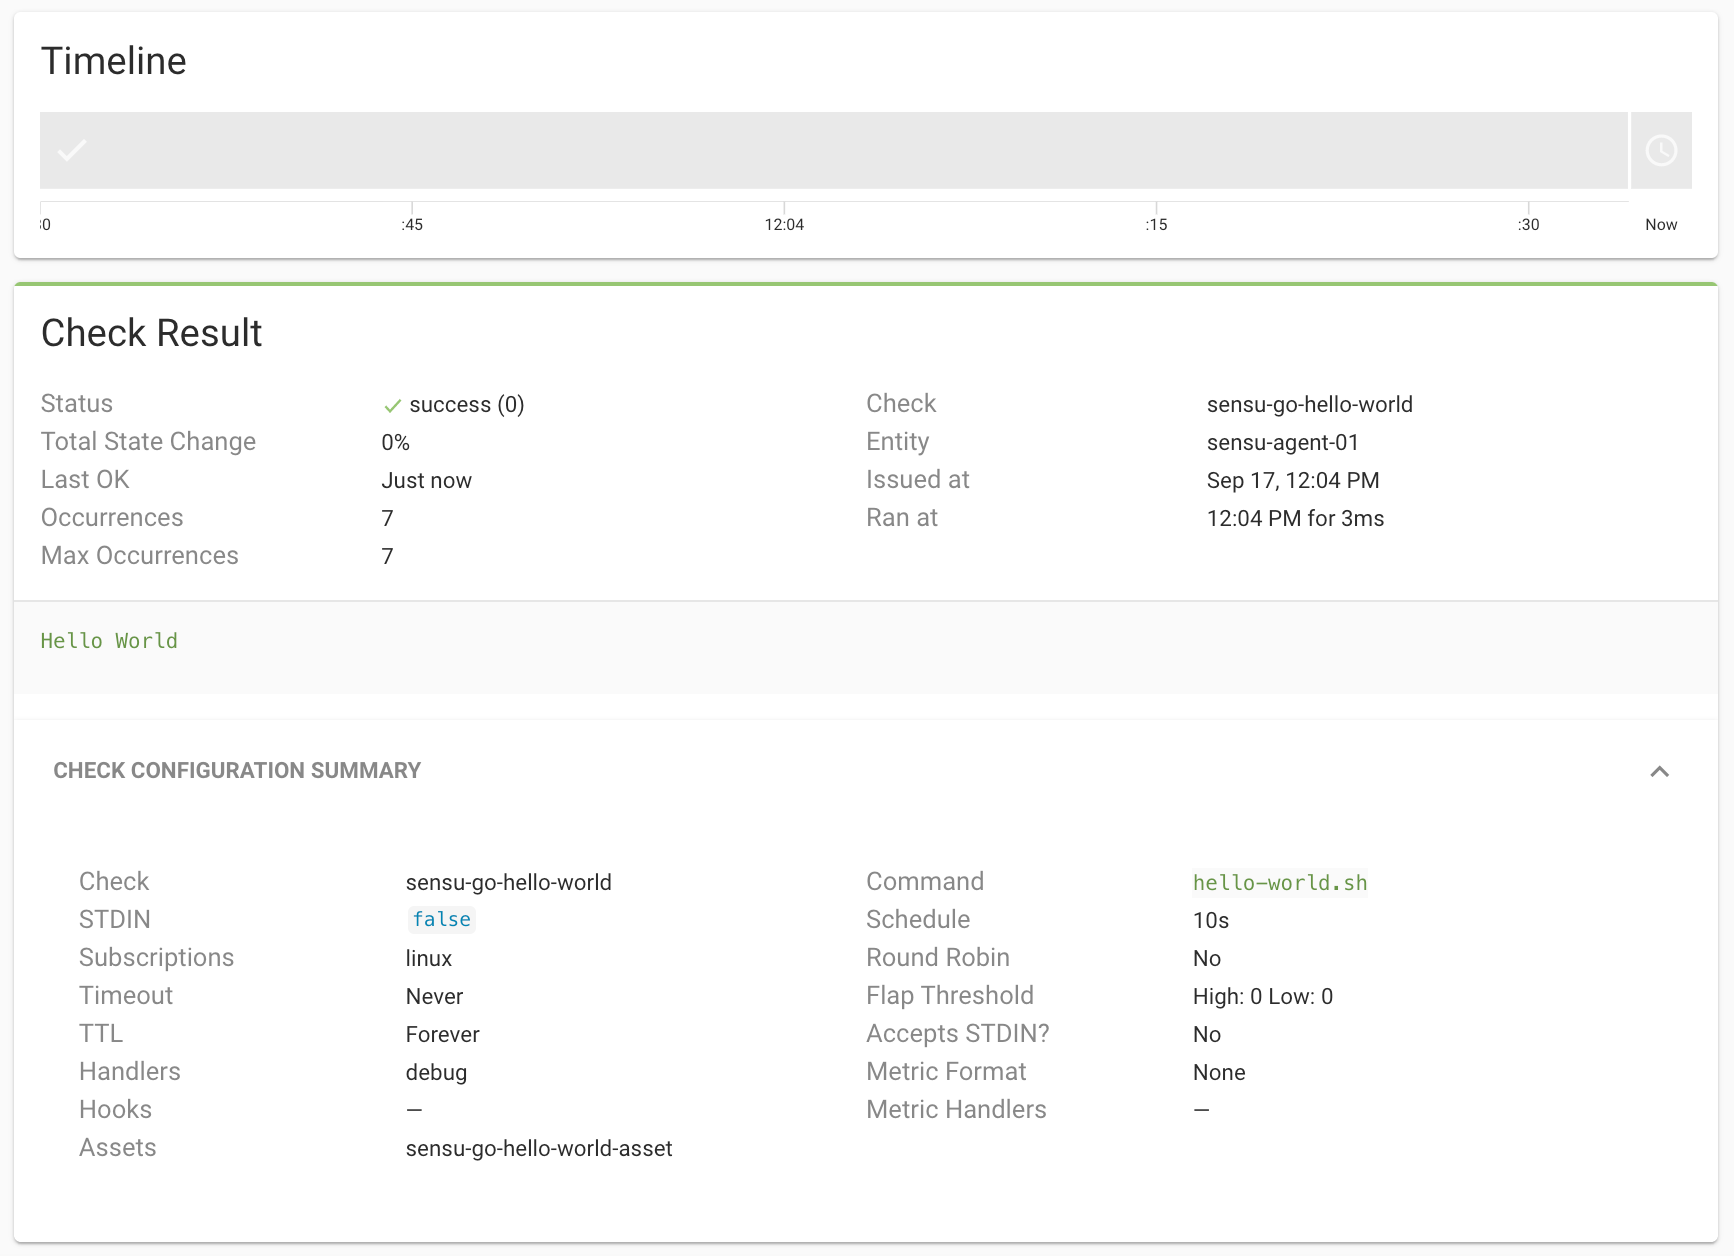 Timeline
:45 12:04 :15 :30 Now
Check Result
Status success (0) Check sensu-go-hello-world
Total State Change 0% Entity sensu-agent-01
Last OK Just now Issued at Sep 17, 12:04 PM
Occurrences 7 Ran at 12:04 PM for 3ms
Max Occurrences 7
Hello World
CHECK CONFIGURATION SUMMARY
Check sensu-go-hello-world Command hello-world.sh
STDIN false Schedule 10s
Subscriptions linux Round Robin No
Timeout Never Flap Threshold High: 0 Low: 0
TTL Forever Accepts STDIN? No
Handlers debug Metric Format None
Hooks — Metric Handlers —
Assets sensu-go-hello-world-asset